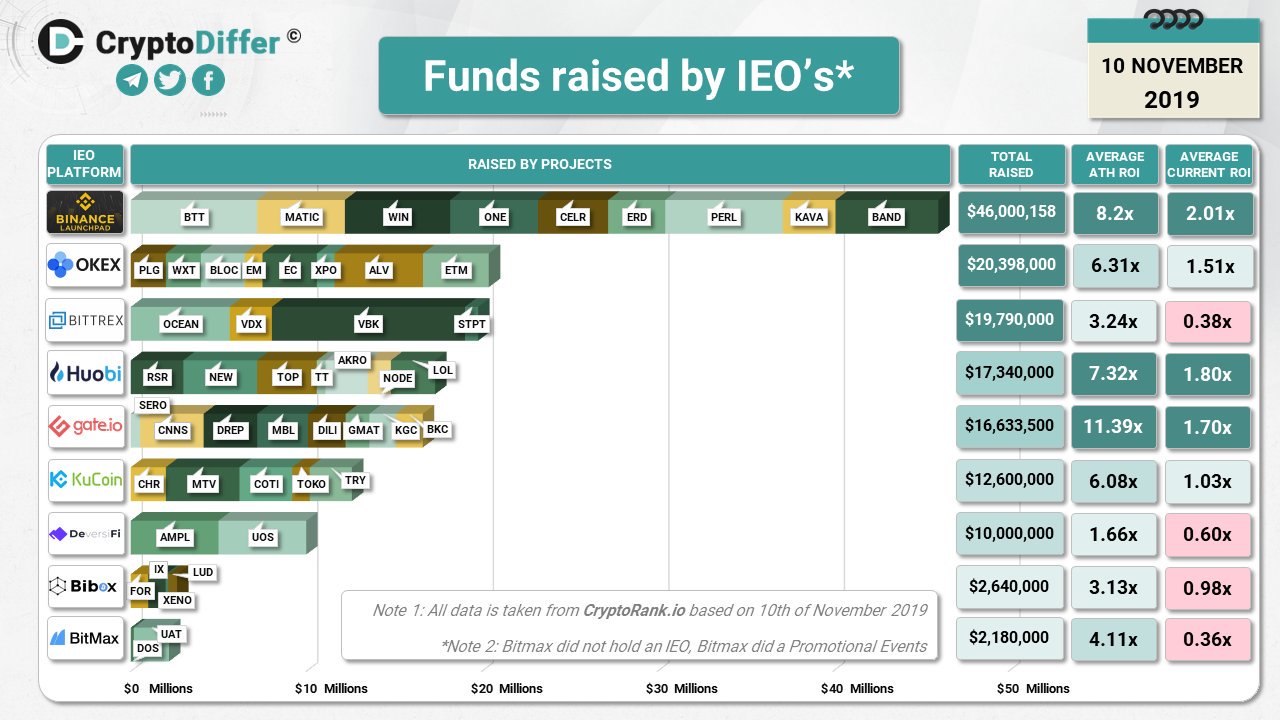 CryptoDiffer ©
Funds raised by IEO’s*
10 NOVEMBER
2019
IEO
PLATFORM
RAISED BY PROJECTS
TOTAL
RAISED
AVERAGE
ATH ROI
AVERAGE
CURRENT ROI
BINANCE
LAUNCHPAD
BTT MATIC WIN ONE CELR ERD PERL KAVA BAND
$46,000,158 8.2x 2.01x
OKEX
PLG WXT BLOC EM EC XPO ALV ETM
$20,398,000 6.31x 1.51x
BITTREX
OCEAN VDX VBK STPT
$19,790,000 3.24x 0.38x
Huobi
RSR NEW TOP TT AKRO NODE LOL
$17,340,000 7.32x 1.80x
gate.io
SERO CNNS DREP MBL DILI GMAT KGC BKC
$16,633,500 11.39x 1.70x
KuCoin
CHR MTV COTI TOKO TRY
$12,600,000 6.08x 1.03x
DeversiFi
AMPL UOS
$10,000,000 1.66x 0.60x
Bibox
FOR IX XENO LUD
$2,640,000 3.13x 0.98x
BitMax
DOS UAT
$2,180,000 4.11x 0.36x
Note 1: All data is taken from CryptoRank.io based on 10th of November 2019
*Note 2: Bitmax did not hold an IEO, Bitmax did a Promotional Events
$0 Millions $10 Millions $20 Millions $30 Millions $40 Millions $50 Millions